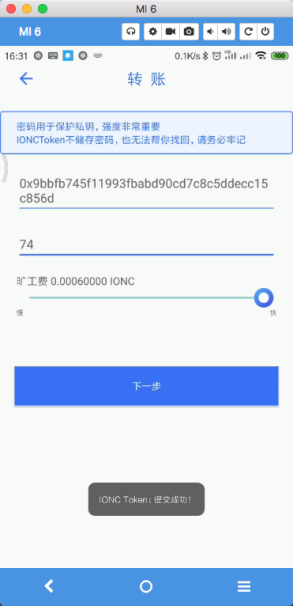 MI 6
MI 6
16:31
0.1K/s
100
转 账
密码用于保护私钥，强度非常重要
IONCToken不储存密码，也无法帮你找回，请务必牢记
0x9bbfb745f11993fbabd90cd7c8c5ddecc15
c856d
74
旷工费 0.00060000 IONC
慢
快
下一步
IONC Token：提交成功！